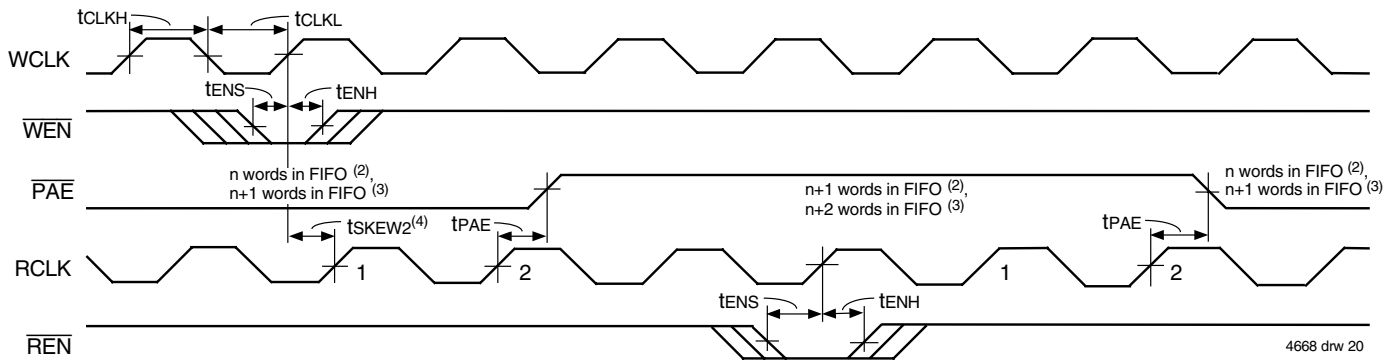 tCLKH
tCLKL
WCLK
tENS
tENH
WEN
n words in FIFO (2),
n+1 words in FIFO (3)
PAE
n+1 words in FIFO (2),
n+2 words in FIFO (3)
n words in FIFO (2),
n+1 words in FIFO (3)
tSKEW2(4)
tPAE
tPAE
RCLK
1
2
1
2
tENS
tENH
REN
4668 drw 20